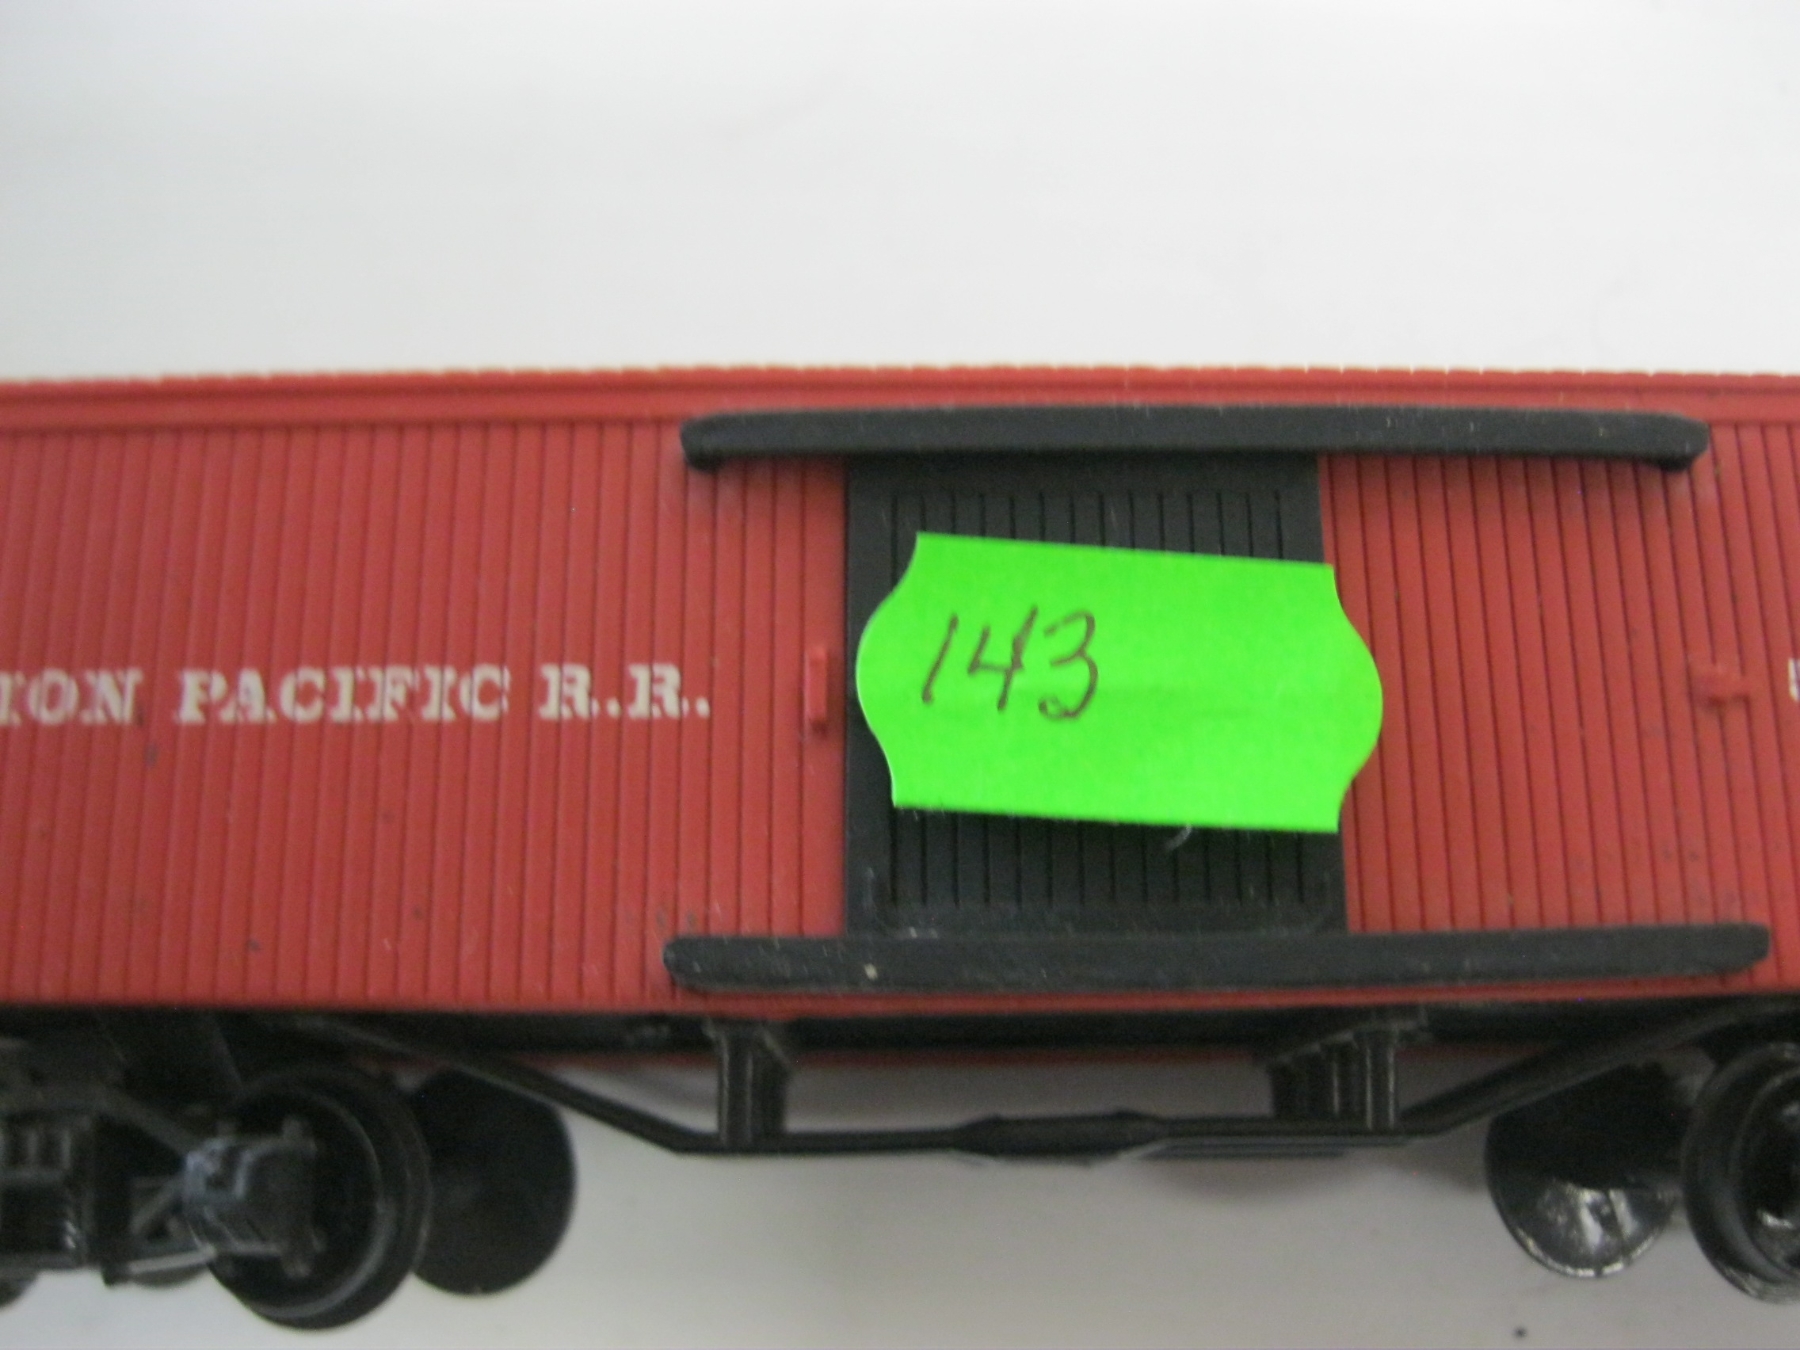 ION PACIFIC R.R.
143